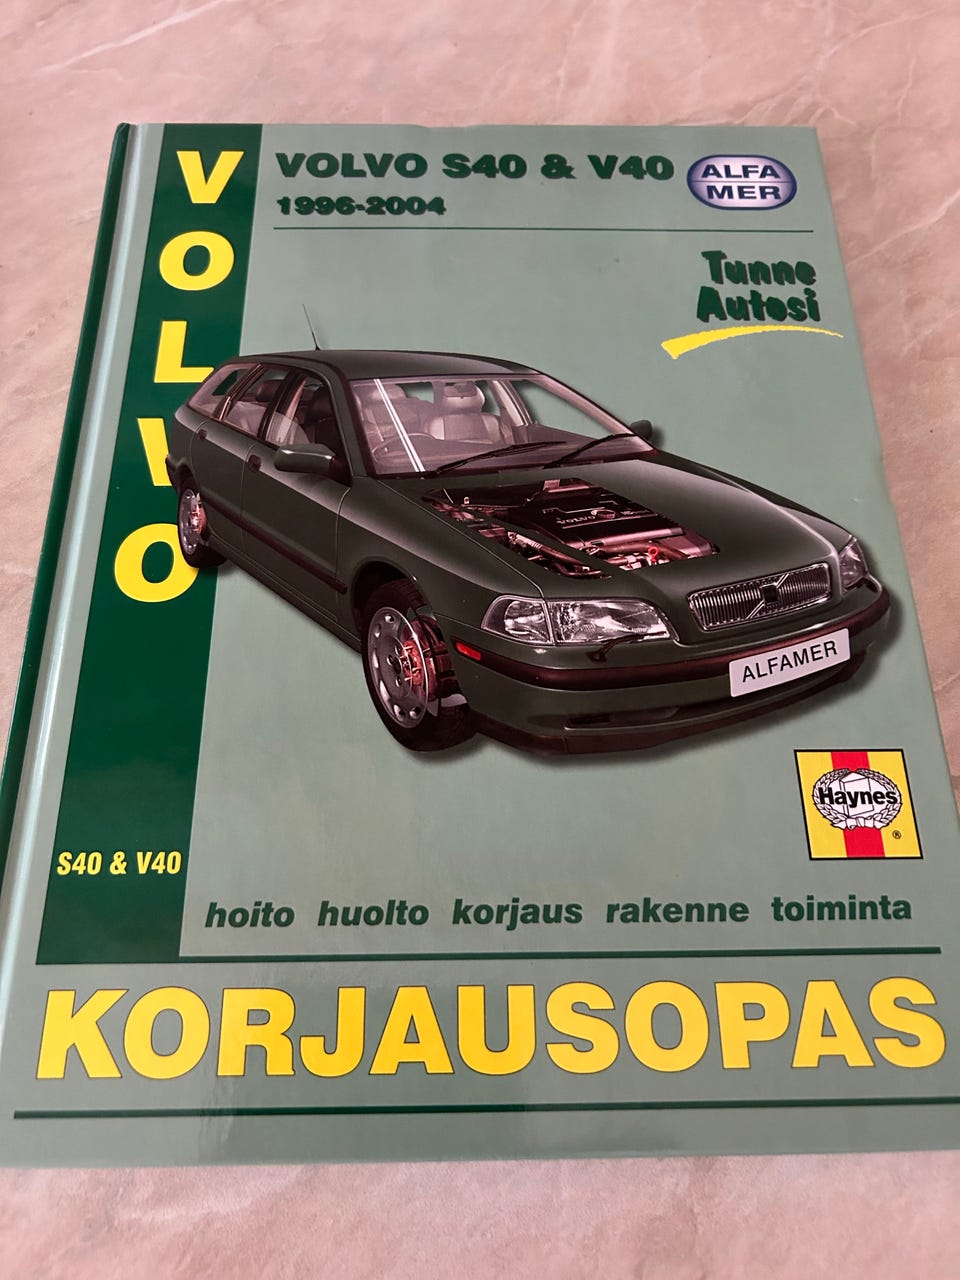 VOLVO
VOLVO S40 & V40
1996-2004
ALFA
MER
Tunne
Autosi
VOLVO
ALFAMER
Haynes
®
S40 & V40
hoito huolto korjaus rakenne toiminta
KORJAUSOPAS